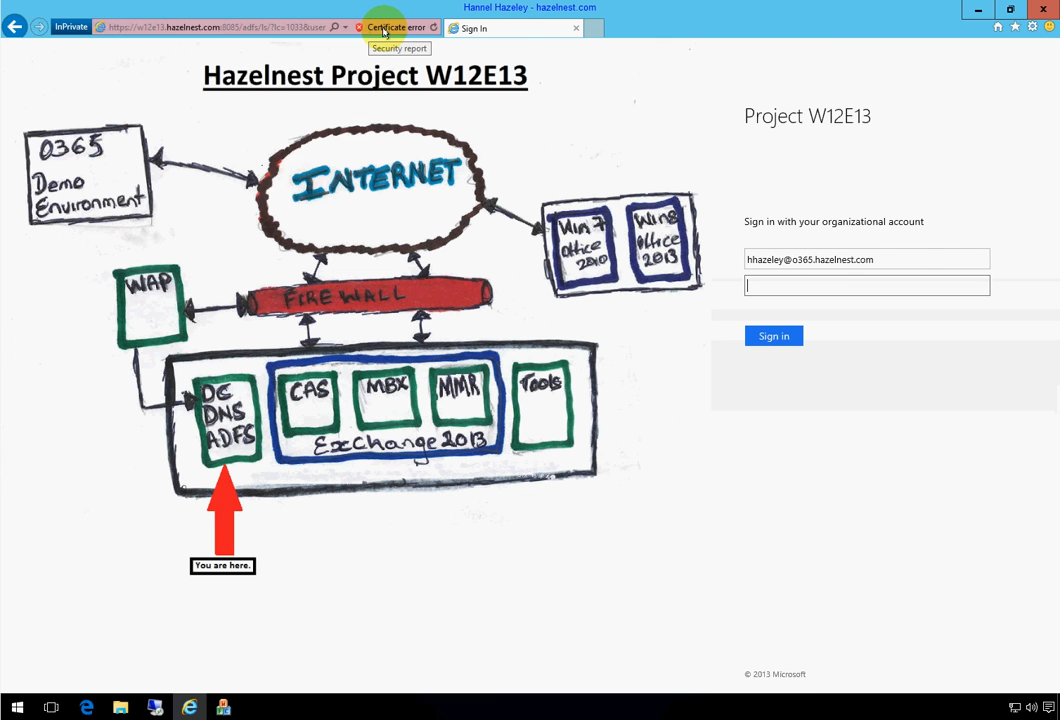 Hannel Hazeley - hazelnest.com
InPrivate
https://w12e13.hazelnest.com:8085/adfs/ls/?lc=1033&user
Certificate error
Sign In
Security report
Hazelnest Project W12E13
O365
Demo
Environment
INTERNET
Win 7
Office
2010
Win8
Office
2013
WAP
FIREWALL
DC
DNS
ADFS
CAS
MBX
MMR
Tools
Exchange 2013
You are here.
Project W12E13
Sign in with your organizational account
hhazeley@o365.hazelnest.com
Sign in
© 2013 Microsoft